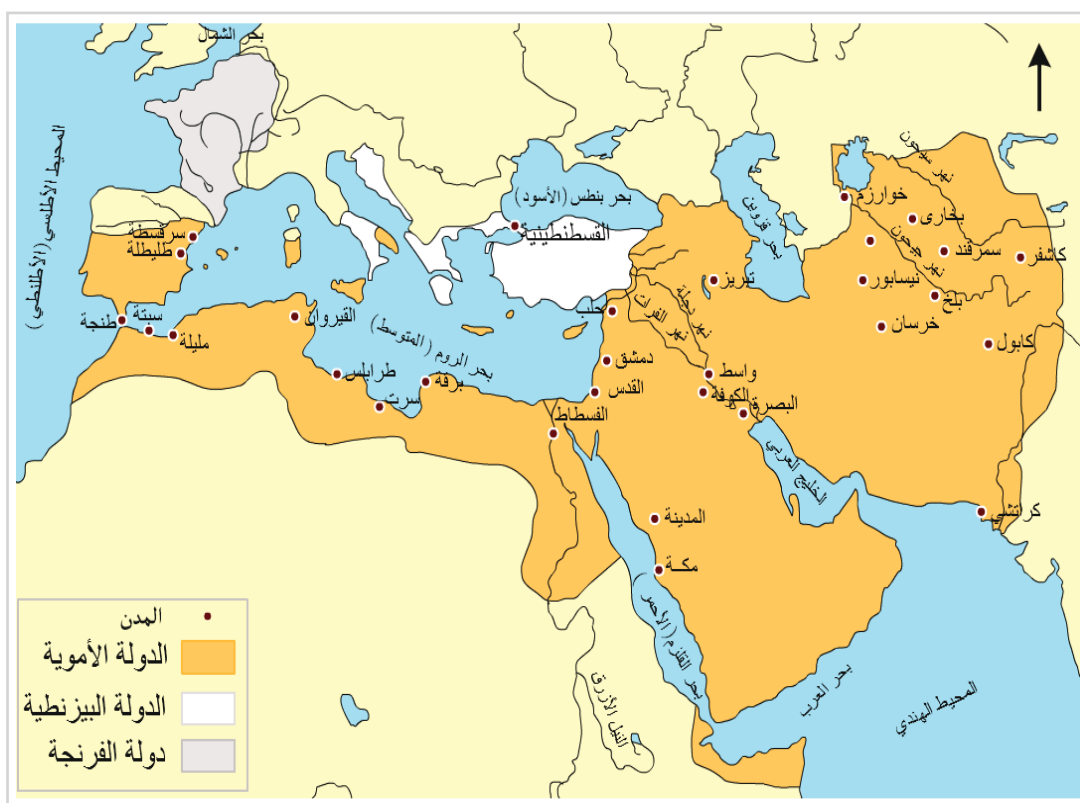 بحر الشمال
المحيط الأطلسي (الأطلنطي)
بحر بنطس (الأسود)
القسطنطينية
بحر قزوين
نهر سيحون
خوارزم
بخارى
سمرقند
كاشغر
نهر جيحون
نيسابور
بلخ
خرسان
كابول
تبريز
سرقسطة
طليطلة
طنجة
سبتة
مليلة
القيروان
بحر الروم (المتوسط)
طرابلس
سرت
برقة
حلب
نهر دجلة
نهر الفرات
دمشق
القدس
واسط
الكوفة
البصرة
الفسطاط
الخليج العربي
كراتشي
المدينة
مكـة
بحر القلزم (الأحمر)
بحر العرب
المحيط الهندي
النيل الأزرق
المدن
الدولة الأموية
الدولة البيزنطية
دولة الفرنجة